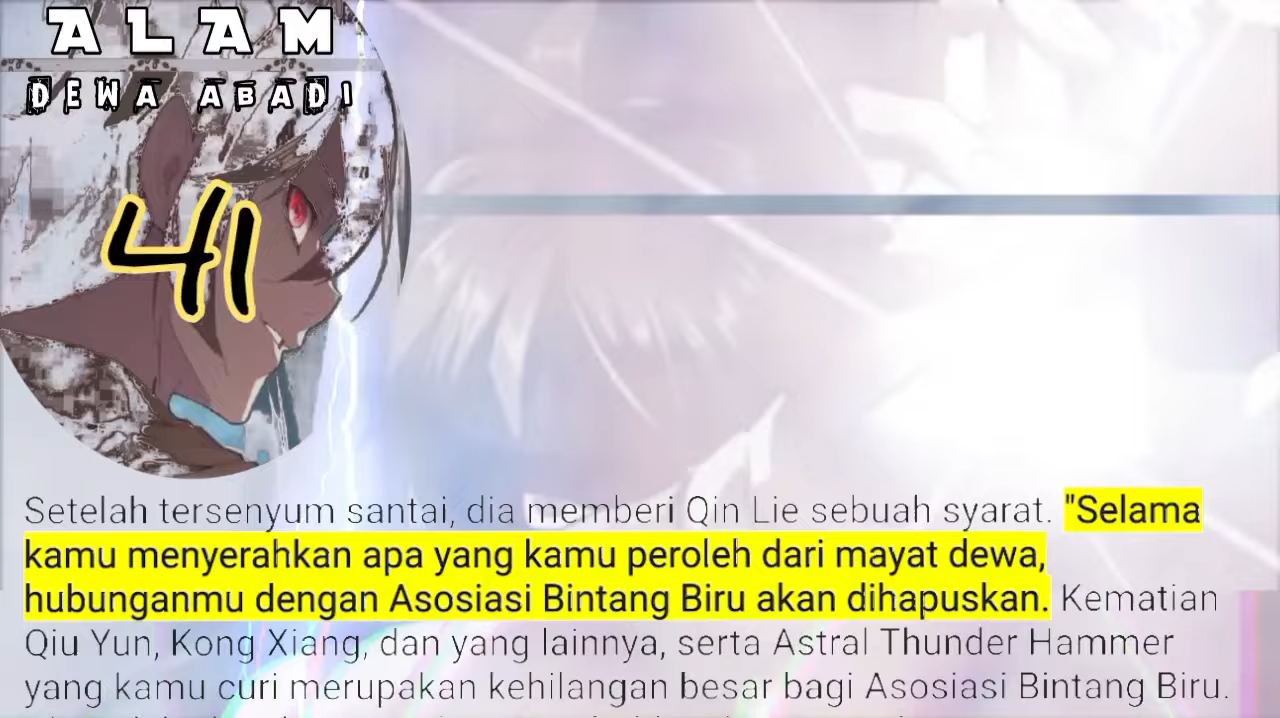 ALAM
DEWA ABADI
41
Setelah tersenyum santai, dia memberi Qin Lie sebuah syarat. "Selama
kamu menyerahkan apa yang kamu peroleh dari mayat dewa,
hubunganmu dengan Asosiasi Bintang Biru akan dihapuskan. Kematian
Qiu Yun, Kong Xiang, dan yang lainnya, serta Astral Thunder Hammer
yang kamu curi merupakan kehilangan besar bagi Asosiasi Bintang Biru.